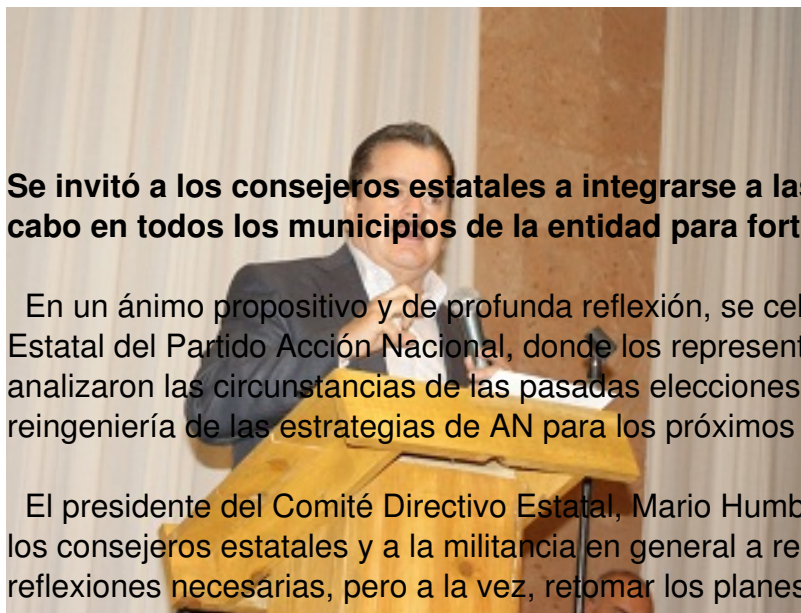 Se invitó a los consejeros estatales a integrarse a las
cabo en todos los municipios de la entidad para fort
En un ánimo propositivo y de profunda reflexión, se cel
Estatal del Partido Acción Nacional, donde los represent
analizaron las circunstancias de las pasadas elecciones
reingeniería de las estrategias de AN para los próximos
El presidente del Comité Directivo Estatal, Mario Humb
los consejeros estatales y a la militancia en general a re
reflexiones necesarias, pero a la vez, retomar los planes